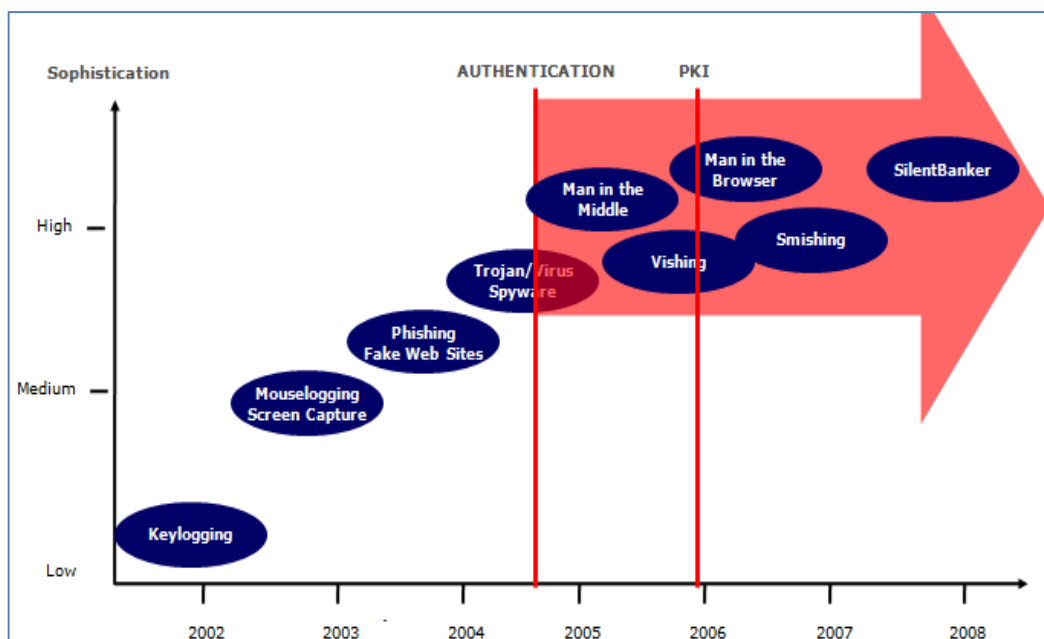 Sophistication
AUTHENTICATION
PKI
Man in the
Browser
SilentBanker
Man in the
Middle
High
Smishing
Vishing
Trojan/Virus
Spyware
Phishing
Fake Web Sites
Medium
Mouselogging
Screen Capture
Keylogging
Low
2002
2003
2004
2005
2006
2007
2008